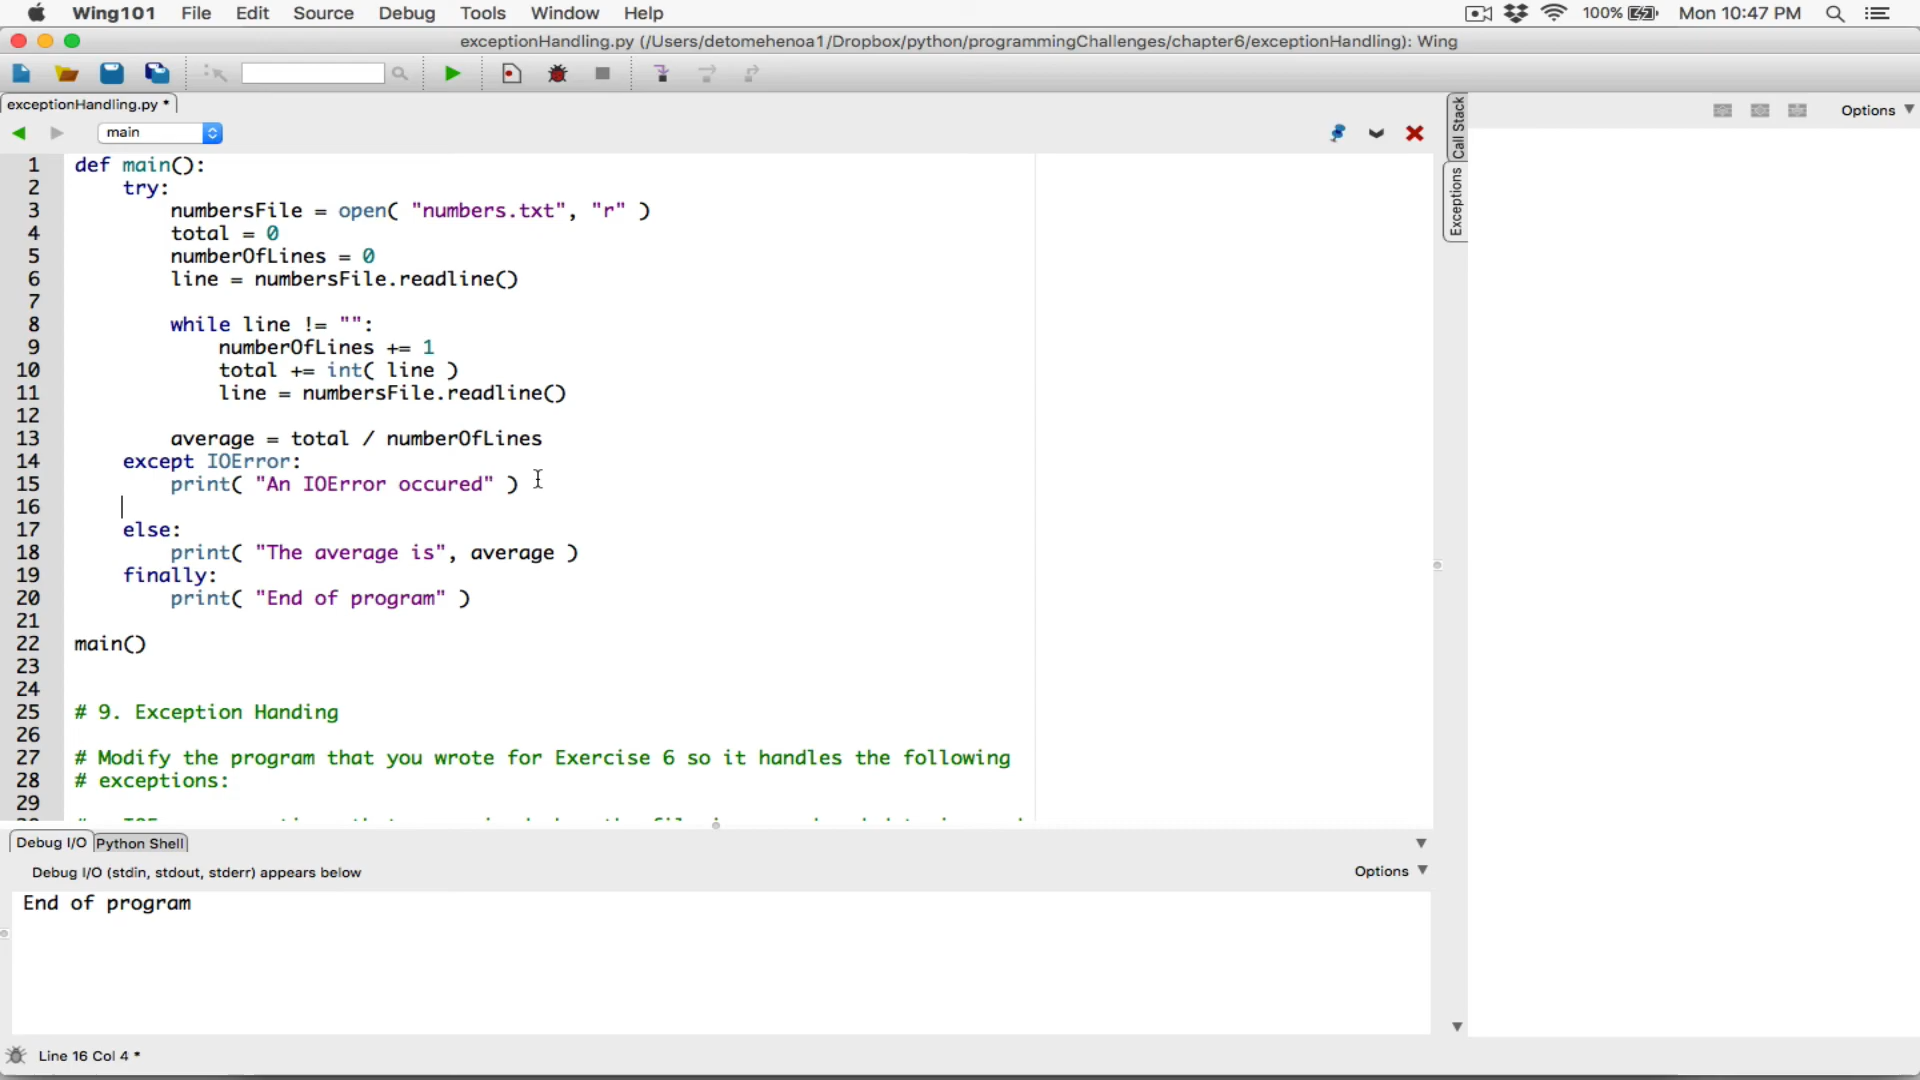 Wing101 File Edit Source Debug Tools Window Help 100% Mon 10:47 PM
exceptionHandling.py (/Users/detomehenoa1/Dropbox/python/programmingChallenges/chapter6/exceptionHandling): Wing
exceptionHandling.py *
main
Options
Call Stack
Exceptions
1 def main():
2 try:
3 numbersFile = open( "numbers.txt", "r" )
4 total = 0
5 numberOfLines = 0
6 line = numbersFile.readline()
7
8 while line != "":
9 numberOfLines += 1
10 total += int( line )
11 line = numbersFile.readline()
12
13 average = total / numberOfLines
14 except IOError:
15 print( "An IOError occured" )
16
17 else:
18 print( "The average is", average )
19 finally:
20 print( "End of program" )
21
22 main()
23
24
25 # 9. Exception Handing
26
27 # Modify the program that you wrote for Exercise 6 so it handles the following
28 # exceptions:
29
Debug I/O Python Shell
Debug I/O (stdin, stdout, stderr) appears below
Options
End of program
Line 16 Col 4 *